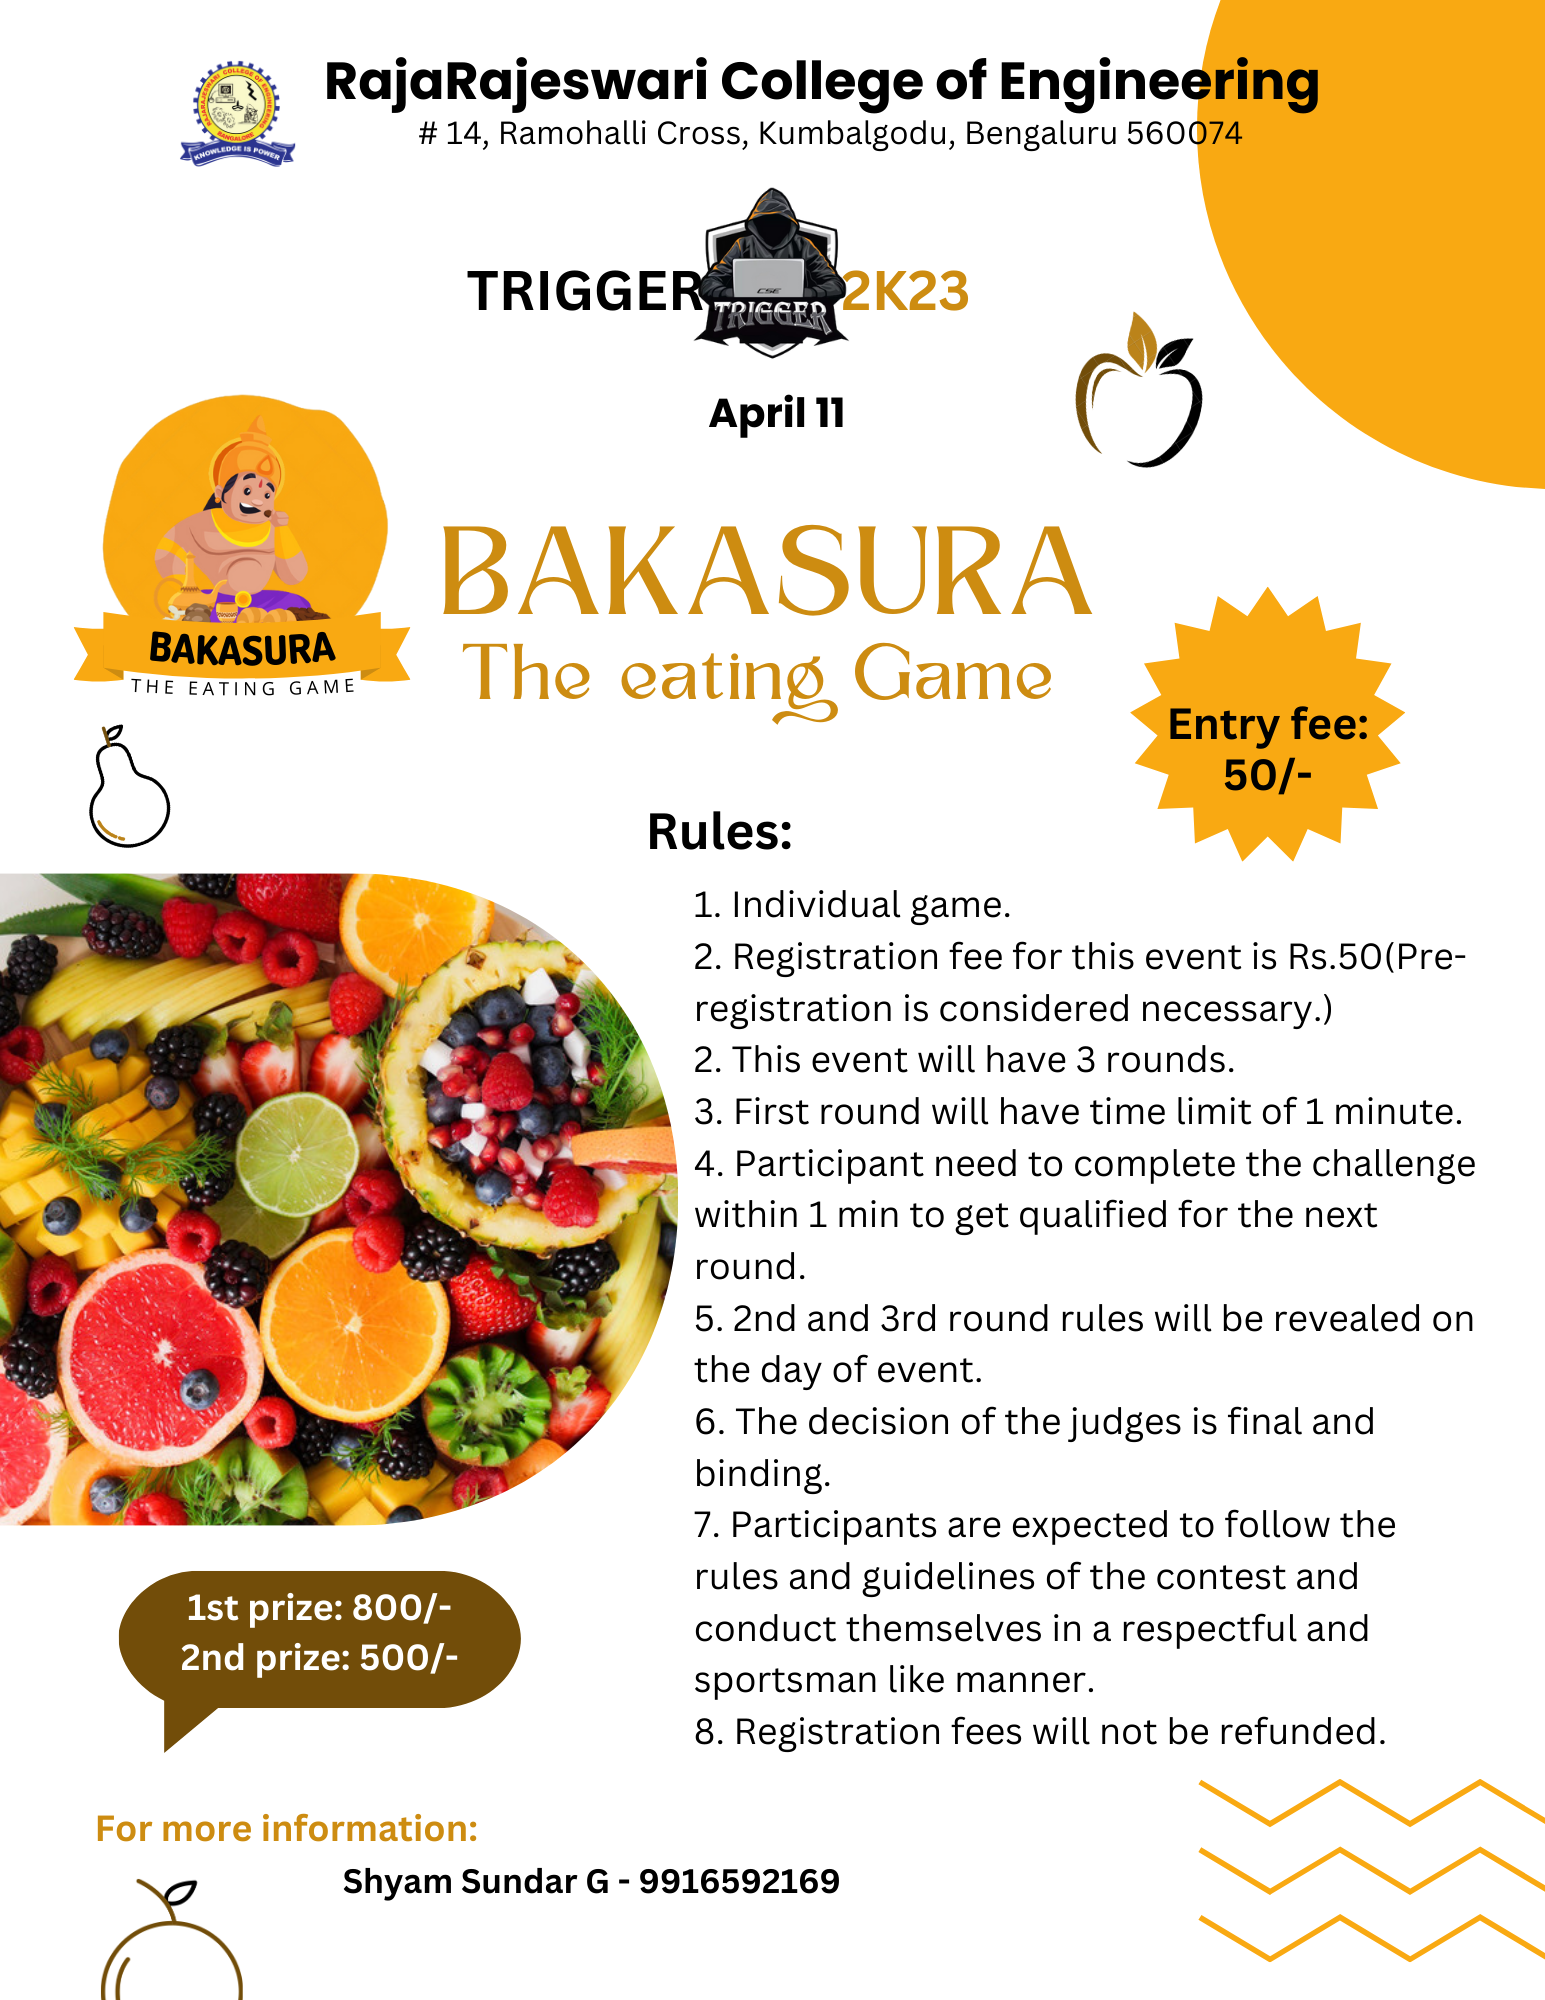 RajaRajeswari College of Engineering
# 14, Ramohalli Cross, Kumbalgodu, Bengaluru 560074
RAJARAJESWARI COLLEGE OF ENGINEERING
BANGALORE
KNOWLEDGE IS POWER
TRIGGER 2K23
CSE
TRIGGER
April 11
BAKASURA
THE EATING GAME
BAKASURA
The eating Game
Entry fee:
50/-
Rules:
1. Individual game.
2. Registration fee for this event is Rs.50(Pre-
registration is considered necessary.)
2. This event will have 3 rounds.
3. First round will have time limit of 1 minute.
4. Participant need to complete the challenge
within 1 min to get qualified for the next
round.
5. 2nd and 3rd round rules will be revealed on
the day of event.
6. The decision of the judges is final and
binding.
7. Participants are expected to follow the
rules and guidelines of the contest and
conduct themselves in a respectful and
sportsman like manner.
8. Registration fees will not be refunded.
1st prize: 800/-
2nd prize: 500/-
For more information:
Shyam Sundar G - 9916592169